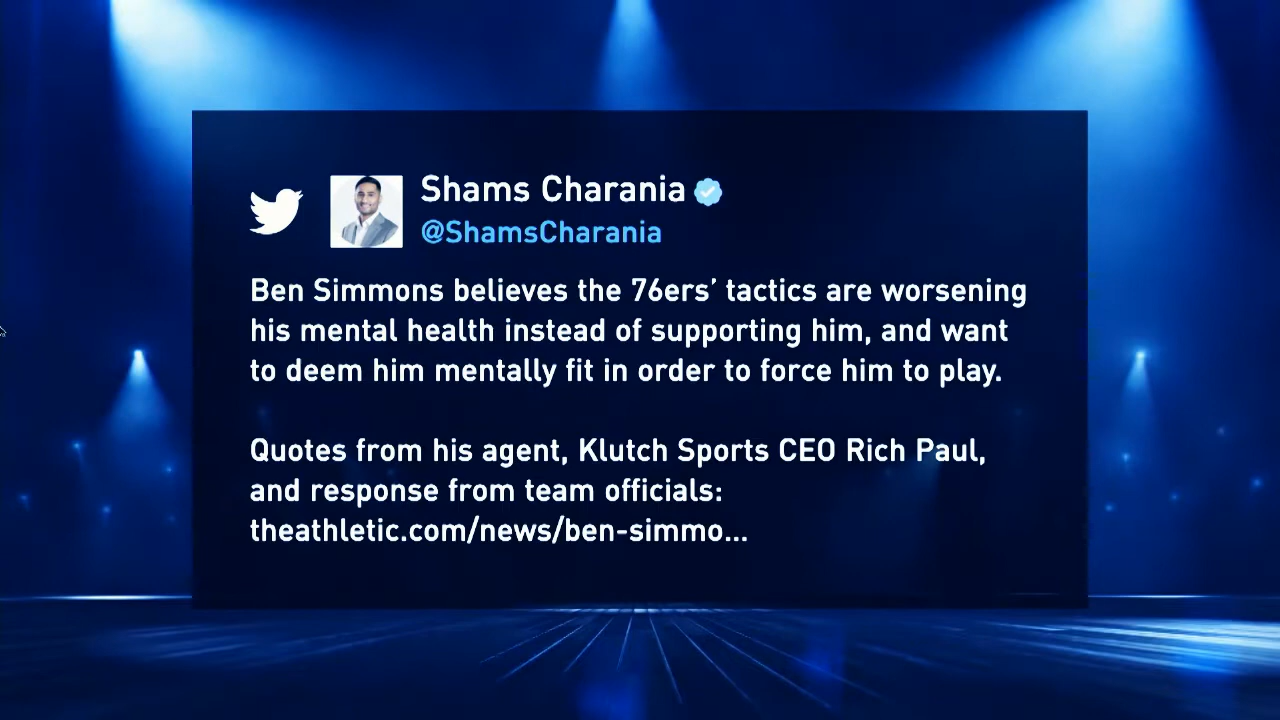 Shams Charania
@ShamsCharania
Ben Simmons believes the 76ers’ tactics are worsening
his mental health instead of supporting him, and want
to deem him mentally fit in order to force him to play.
Quotes from his agent, Klutch Sports CEO Rich Paul,
and response from team officials:
theathletic.com/news/ben-simmo...